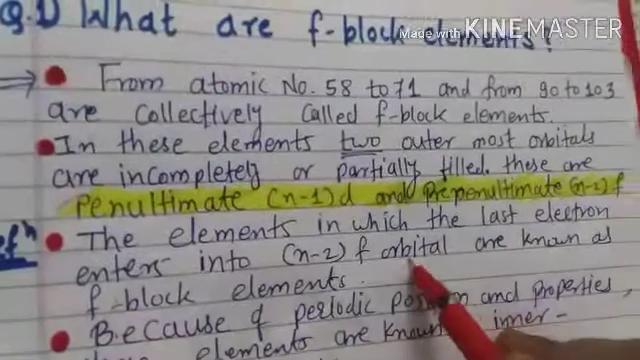 Q.1) What are f-block elements?
Made with KINEMASTER
⇒ • From atomic No. 58 to 71 and from 90 to 103
are collectively called f-block elements.
• In these elements two outer most orbitals
are incompletely or partially filled. these are
Penultimate (n-1)d and Prepenultimate (n-2)f
Defⁿ • The elements in which the last electron
enters into (n-2) f orbital are known as
f-block elements.
• Because of periodic and properties,
elements are known inner-